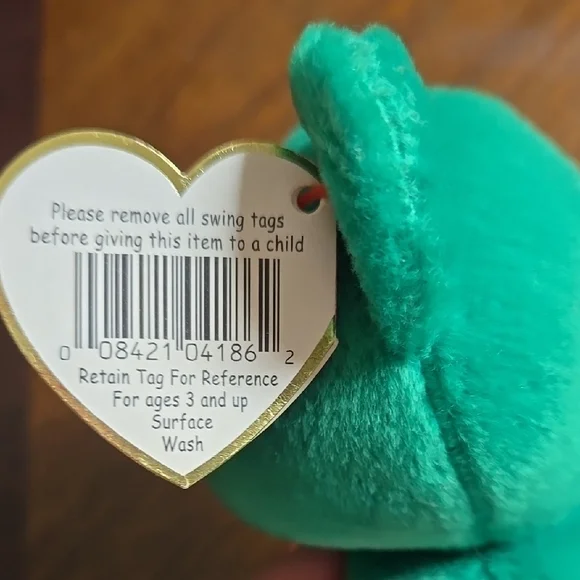 Please remove all swing tags
before giving this item to a child
0 08421 04186 2
Retain Tag For Reference
For ages 3 and up
Surface
Wash